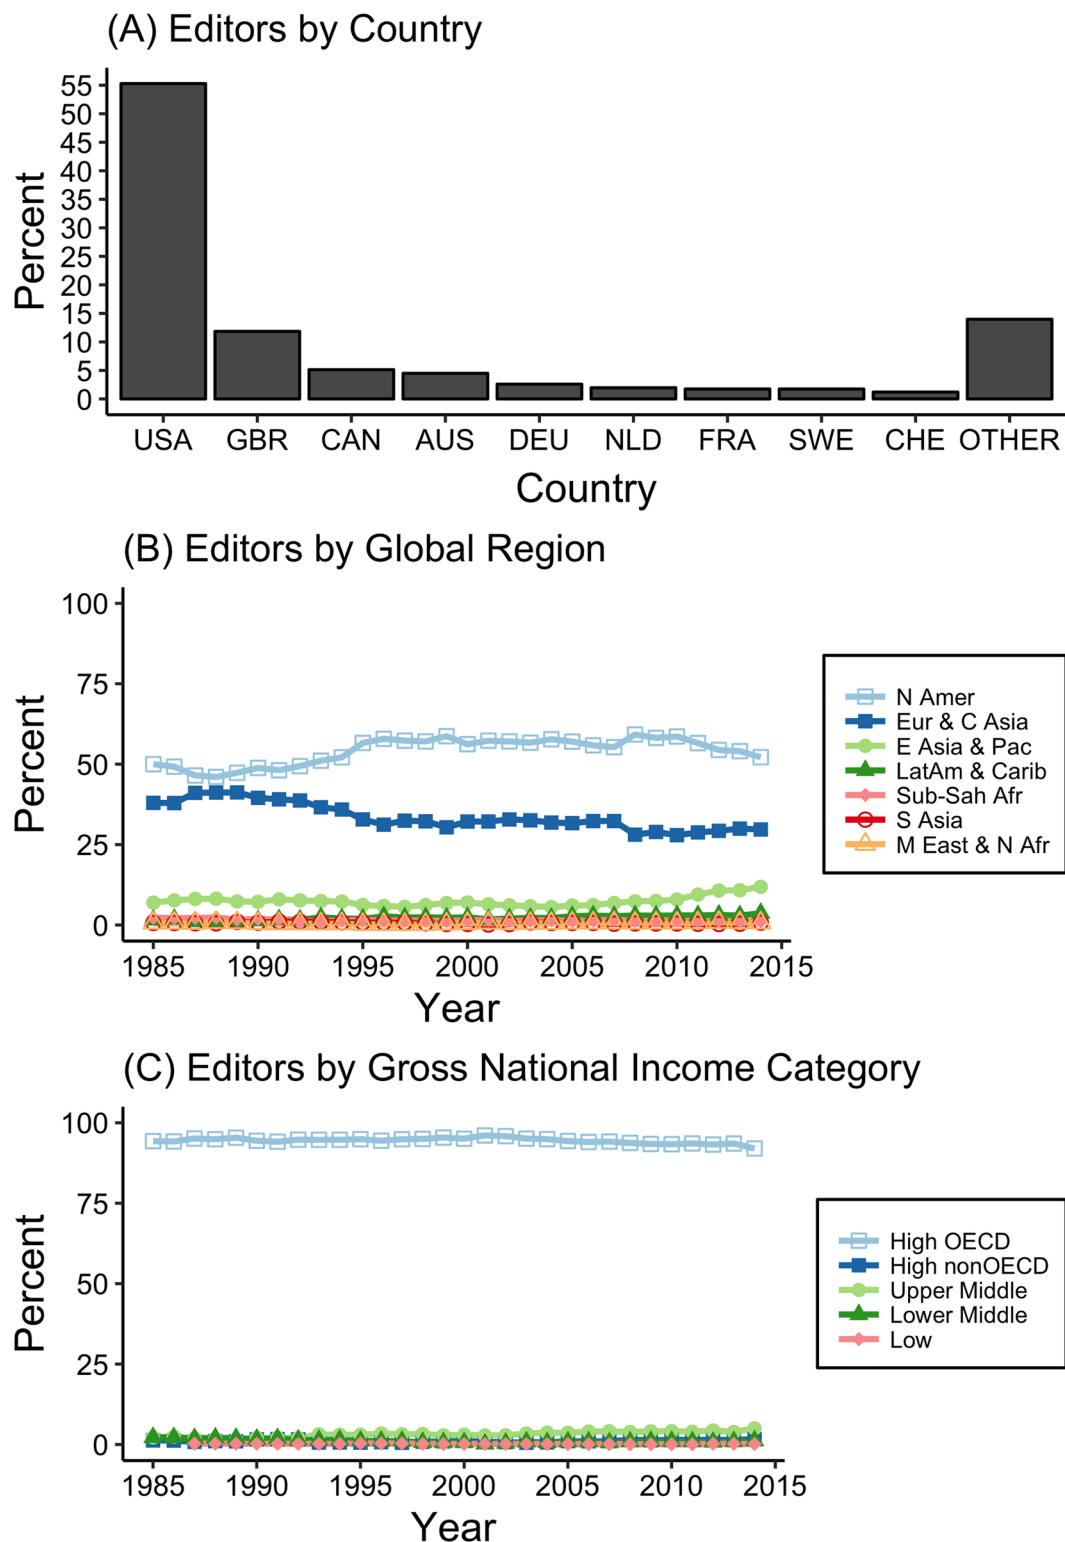 (A) Editors by Country
Percent
55
50
45
40
35
30
25
20
15
10
5
0
USA GBR CAN AUS DEU NLD FRA SWE CHE OTHER
Country
(B) Editors by Global Region
Percent
100
75
50
25
0
1985 1990 1995 2000 2005 2010 2015
Year
N Amer
Eur & C Asia
E Asia & Pac
LatAm & Carib
Sub-Sah Afr
S Asia
M East & N Afr
(C) Editors by Gross National Income Category
Percent
100
75
50
25
0
1985 1990 1995 2000 2005 2010 2015
Year
High OECD
High nonOECD
Upper Middle
Lower Middle
Low